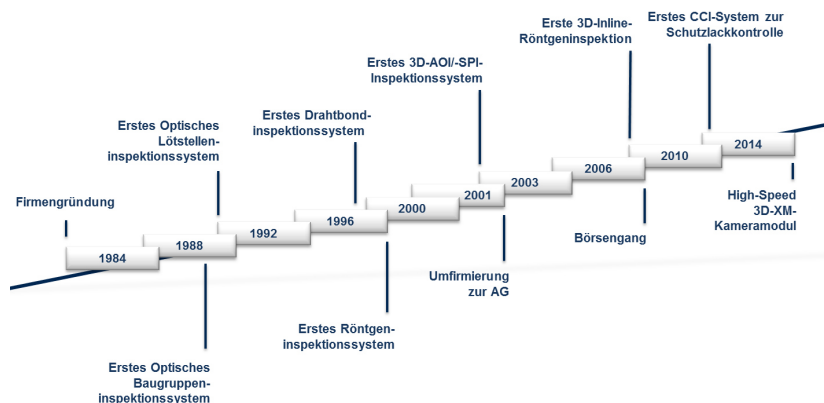 Erstes CCI-System zur
Schutzlackkontrolle
Erste 3D-Inline-
Röntgeninspektion
Erstes 3D-AOI/-SPI-
Inspektionssystem
Erstes Drahtbond-
inspektionssystem
Erstes Optisches
Lötstellen-
inspektionssystem
Firmengründung
1984
1988
1992
1996
2000
2001
2003
2006
2010
2014
High-Speed
3D-XM-
Kameramodul
Börsengang
Umfirmierung
zur AG
Erstes Röntgen-
inspektionssystem
Erstes Optisches
Baugruppen-
inspektionssystem